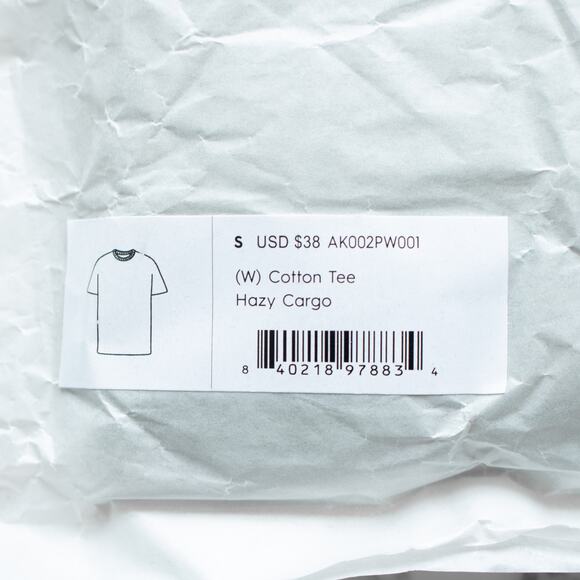 S USD $38 AK002PW001
(W) Cotton Tee
Hazy Cargo
8 40218 97883 4